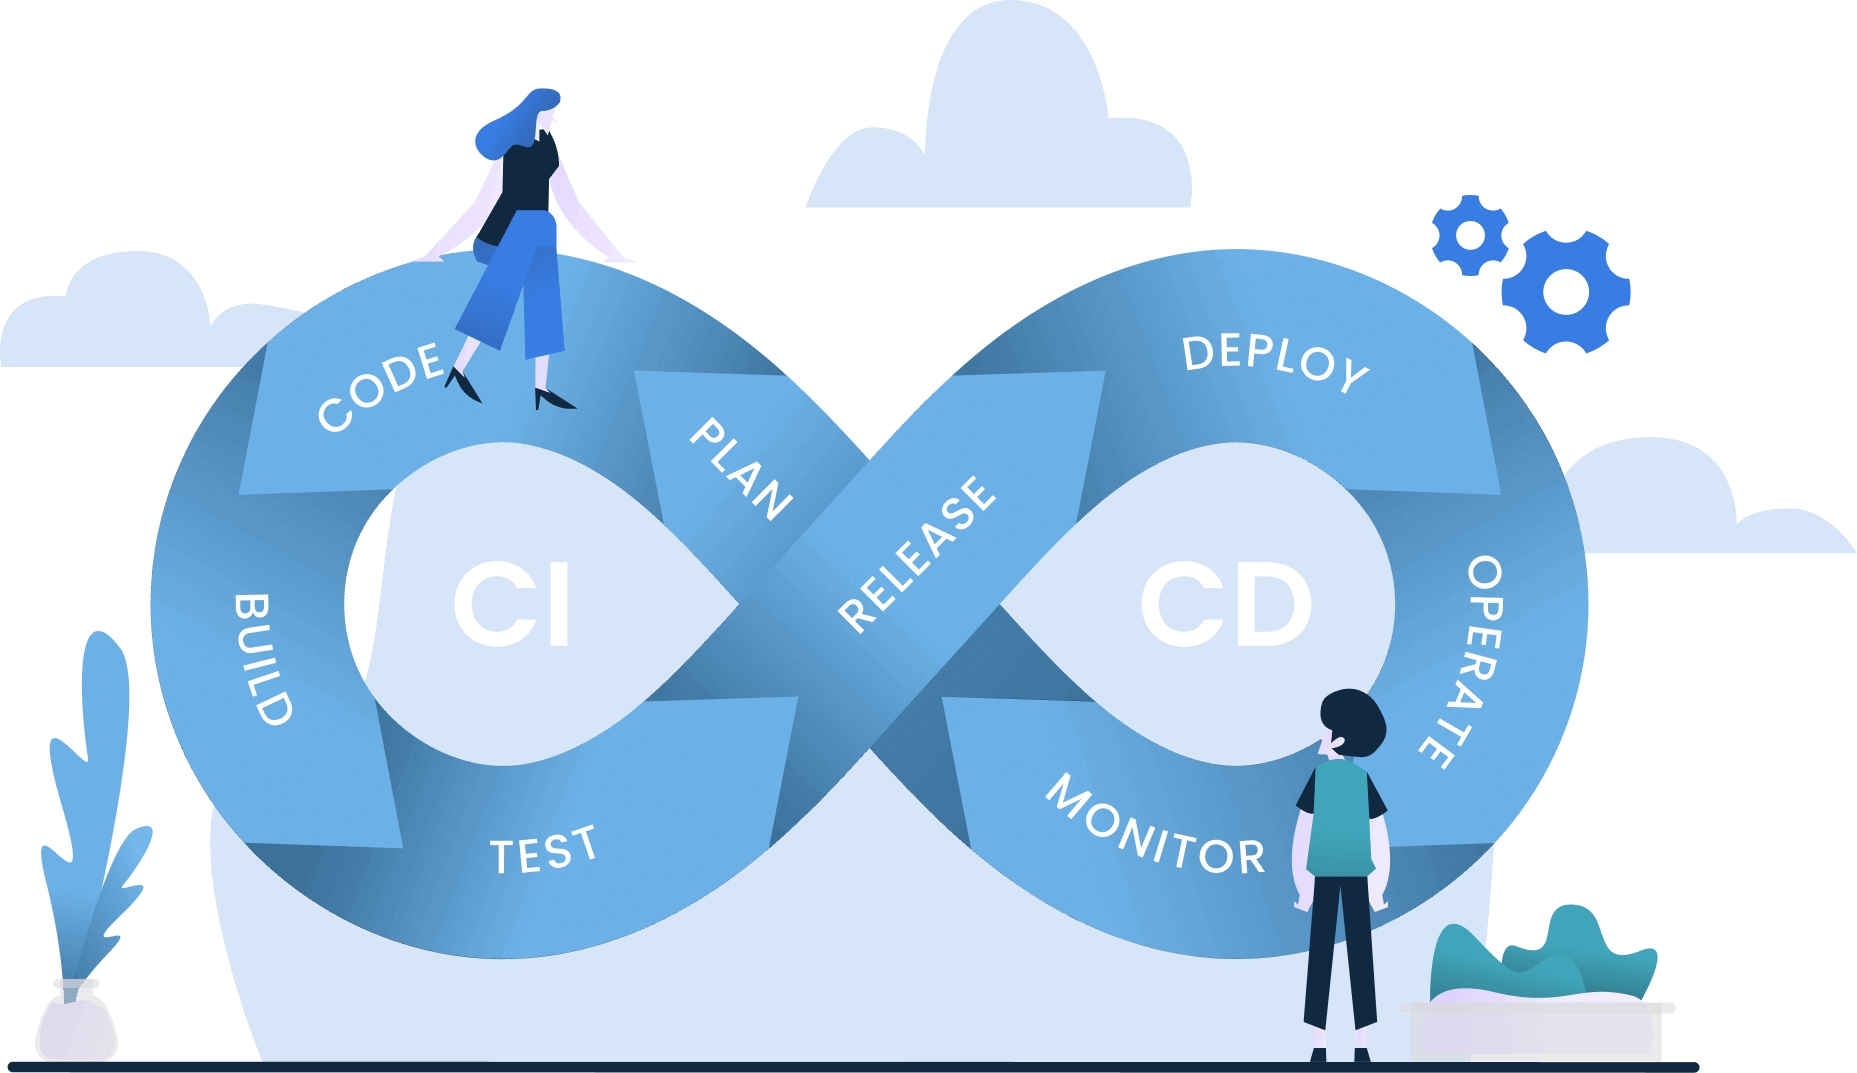 CODE
PLAN
BUILD
TEST
CI
RELEASE
DEPLOY
OPERATE
MONITOR
CD